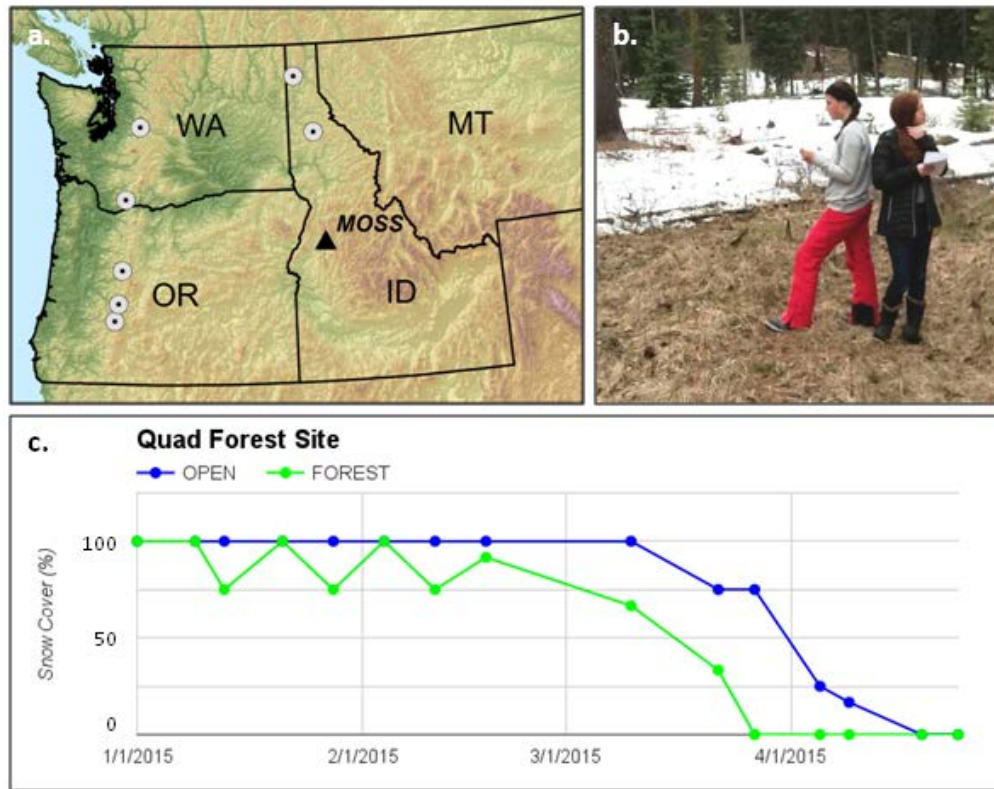 a.
WA
MT
MOSS
OR
ID
b.
c.
Quad Forest Site
OPEN FOREST
Snow Cover (%)
100
50
0
1/1/2015 2/1/2015 3/1/2015 4/1/2015